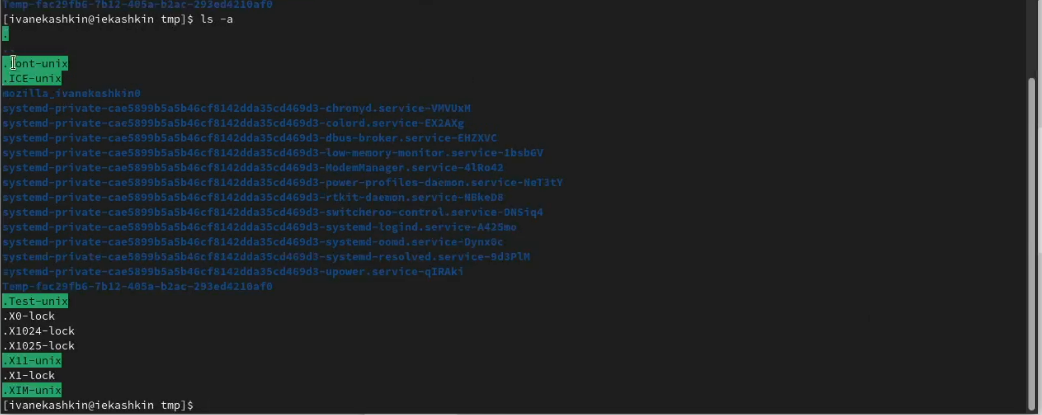 Temp-fac29fb6-7b12-405a-b2ac-293ed4210af0
[ivanekashkin@iekashkin tmp]$ ls -a
.
..
.font-unix
.ICE-unix
mozilla_ivanekashkin0
systemd-private-cae5899b5a5b46cf8142dda35cd469d3-chronyd.service-VMVUxM
systemd-private-cae5899b5a5b46cf8142dda35cd469d3-colord.service-EX2AXg
systemd-private-cae5899b5a5b46cf8142dda35cd469d3-dbus-broker.service-EHZXVC
systemd-private-cae5899b5a5b46cf8142dda35cd469d3-low-memory-monitor.service-1bsb6V
systemd-private-cae5899b5a5b46cf8142dda35cd469d3-ModemManager.service-4lRo42
systemd-private-cae5899b5a5b46cf8142dda35cd469d3-power-profiles-daemon.service-NeT3tY
systemd-private-cae5899b5a5b46cf8142dda35cd469d3-rtkit-daemon.service-NBkeD8
systemd-private-cae5899b5a5b46cf8142dda35cd469d3-switcheroo-control.service-DNSiq4
systemd-private-cae5899b5a5b46cf8142dda35cd469d3-systemd-logind.service-A425mo
systemd-private-cae5899b5a5b46cf8142dda35cd469d3-systemd-oomd.service-DynxOc
systemd-private-cae5899b5a5b46cf8142dda35cd469d3-systemd-resolved.service-9d3PlM
systemd-private-cae5899b5a5b46cf8142dda35cd469d3-upower.service-qIRAki
Temp-fac29fb6-7b12-405a-b2ac-293ed4210af0
.Test-unix
.X0-lock
.X1024-lock
.X1025-lock
.X11-unix
.X1-lock
.XIM-unix
[ivanekashkin@iekashkin tmp]$